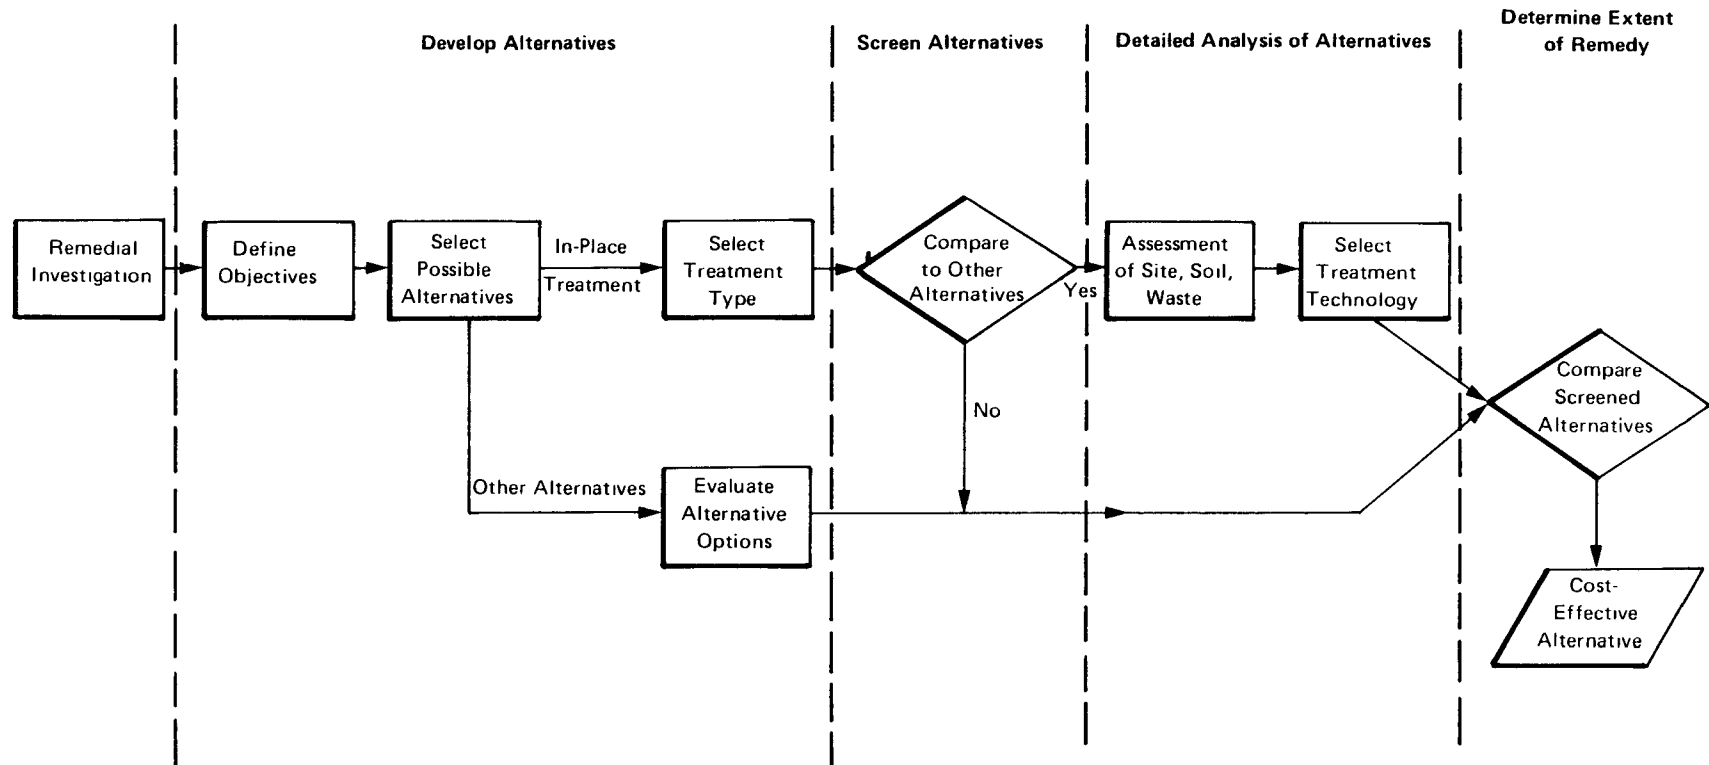 Develop Alternatives
Screen Alternatives
Detailed Analysis of Alternatives
Determine Extent
of Remedy
Remedial
Investigation
Define
Objectives
Select
Possible
Alternatives
In-Place
Treatment
Select
Treatment
Type
Compare
to Other
Alternatives
Yes
Assessment
of Site, Soil,
Waste
Select
Treatment
Technology
No
Compare
Screened
Alternatives
Other Alternatives
Evaluate
Alternative
Options
Cost-
Effective
Alternative